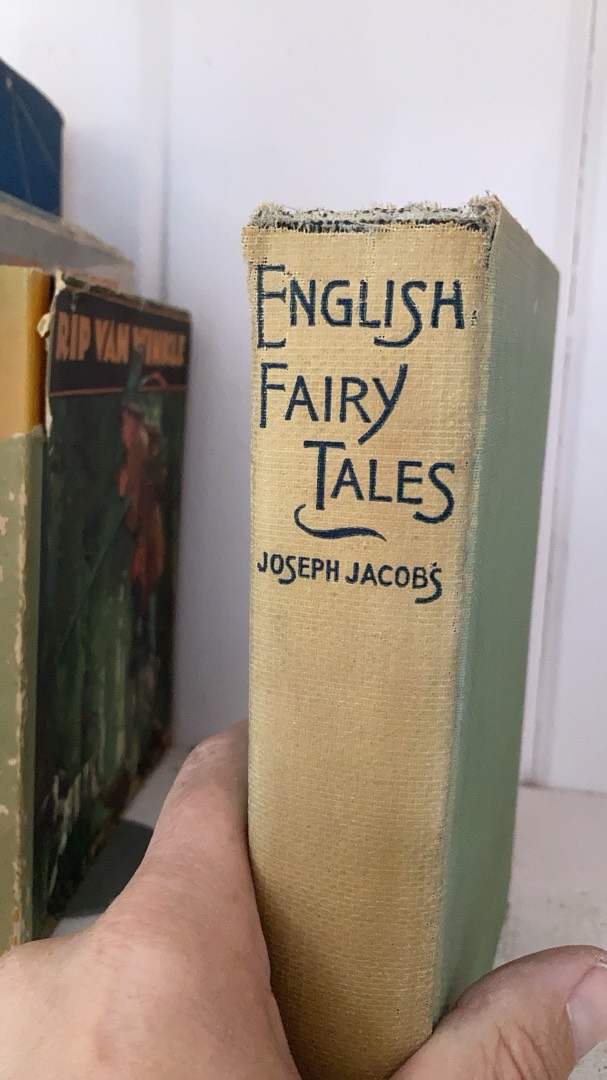 ENGLISH
FAIRY
TALES
JOSEPH JACOBS
RIP VAN WINKLE